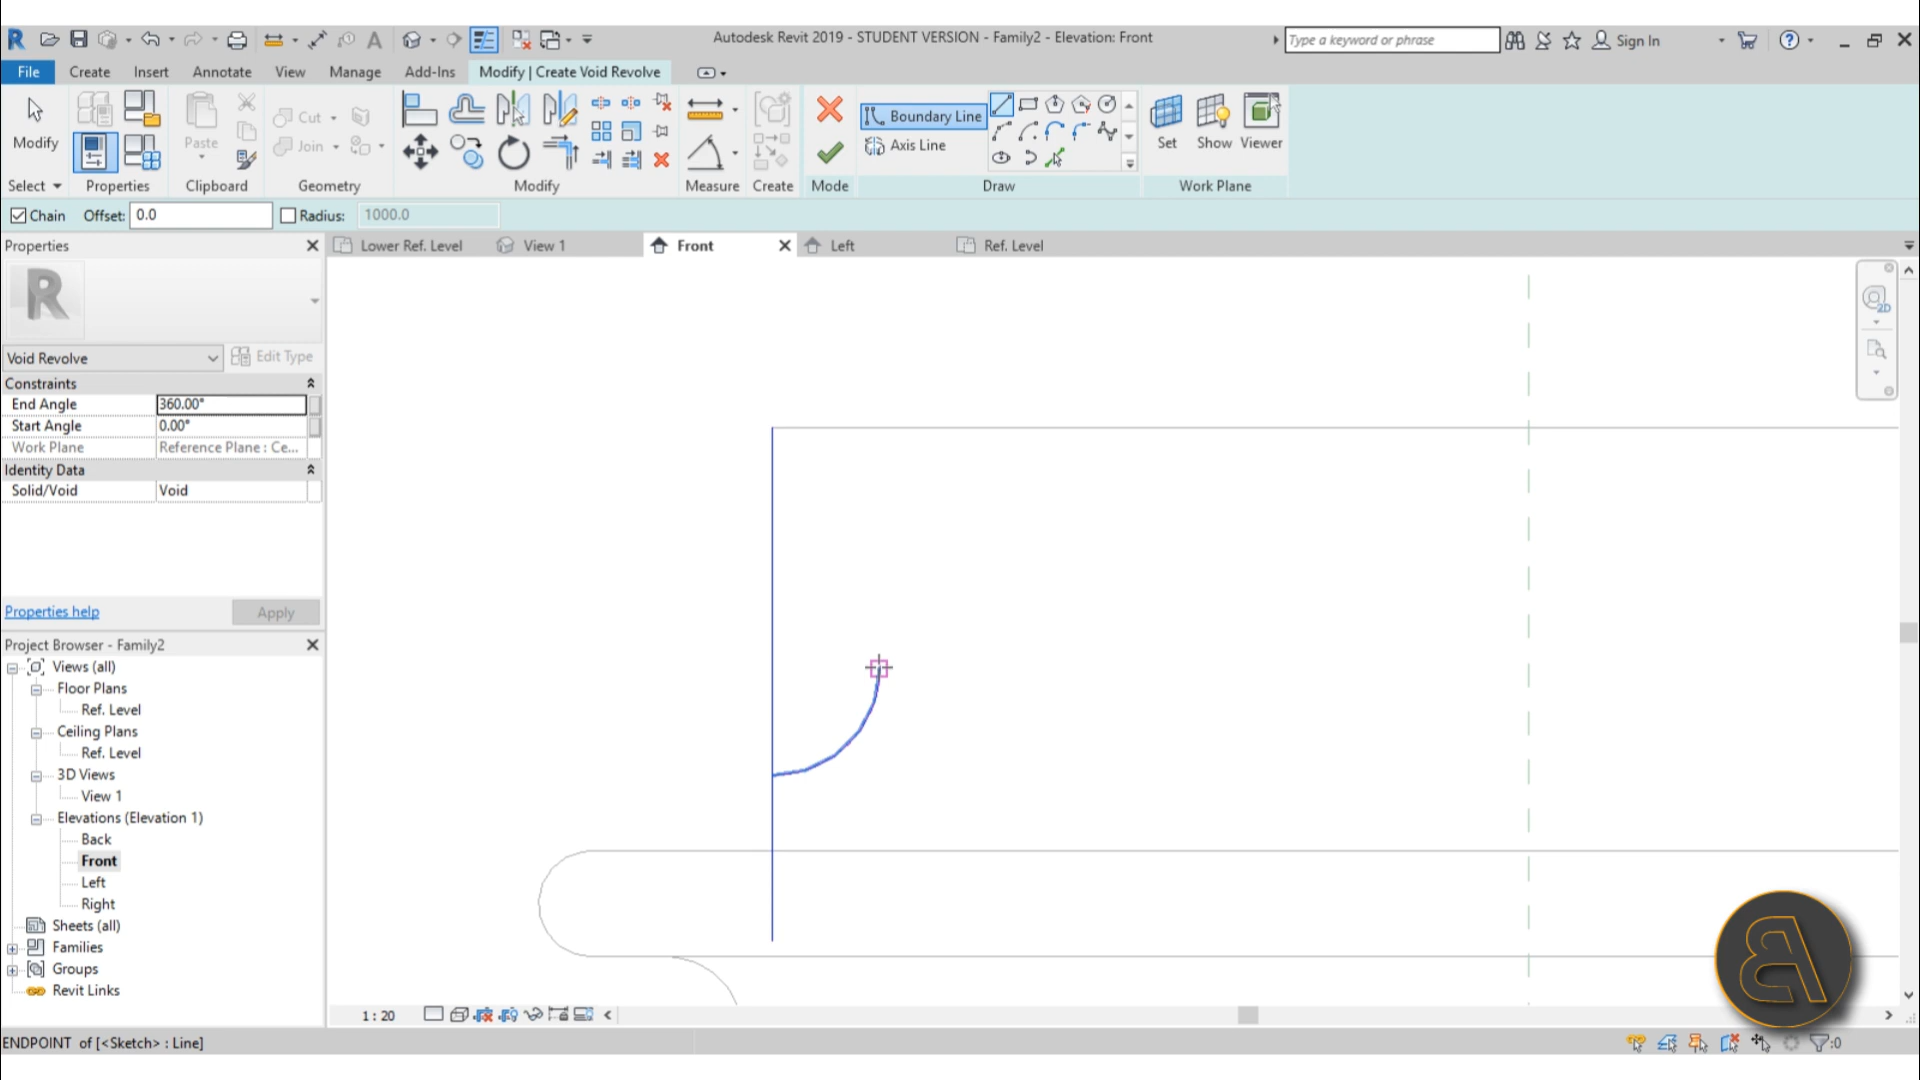 Autodesk Revit 2019 - STUDENT VERSION - Family2 - Elevation: Front
Type a keyword or phrase
Sign In
File Create Insert Annotate View Manage Add-Ins Modify | Create Void Revolve
Modify
Paste
Cut
Join
Boundary Line
Axis Line
Set Show Viewer
Select Properties Clipboard Geometry Modify Measure Create Mode Draw Work Plane
Chain Offset: 0.0 Radius: 1000.0
Properties
Lower Ref. Level View 1 Front Left Ref. Level
R
2D
Void Revolve Edit Type
Constraints
End Angle 360.00°
Start Angle 0.00°
Work Plane Reference Plane : Ce...
Identity Data
Solid/Void Void
Properties help Apply
Project Browser - Family2
Views (all)
Floor Plans
Ref. Level
Ceiling Plans
Ref. Level
3D Views
View 1
Elevations (Elevation 1)
Back
Front
Left
Right
Sheets (all)
Families
Groups
Revit Links
1 : 20
ENDPOINT of [<Sketch> : Line]
:0